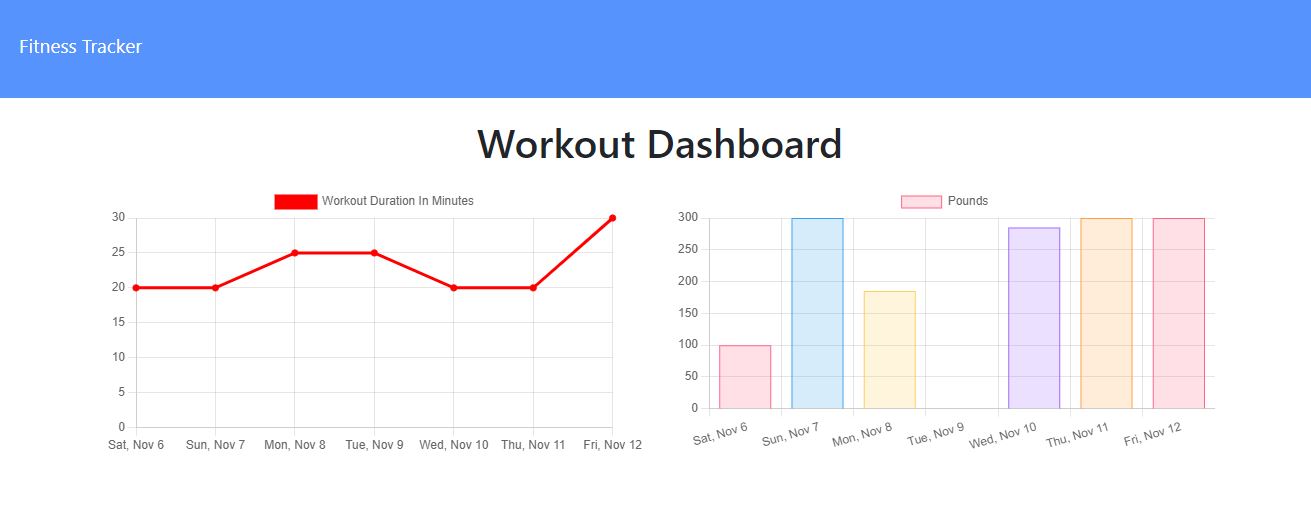 Fitness Tracker
Workout Dashboard
Workout Duration In Minutes
30
25
20
15
10
5
0
Sat, Nov 6 Sun, Nov 7 Mon, Nov 8 Tue, Nov 9 Wed, Nov 10 Thu, Nov 11 Fri, Nov 12
Pounds
300
250
200
150
100
50
0
Sat, Nov 6 Sun, Nov 7 Mon, Nov 8 Tue, Nov 9 Wed, Nov 10 Thu, Nov 11 Fri, Nov 12